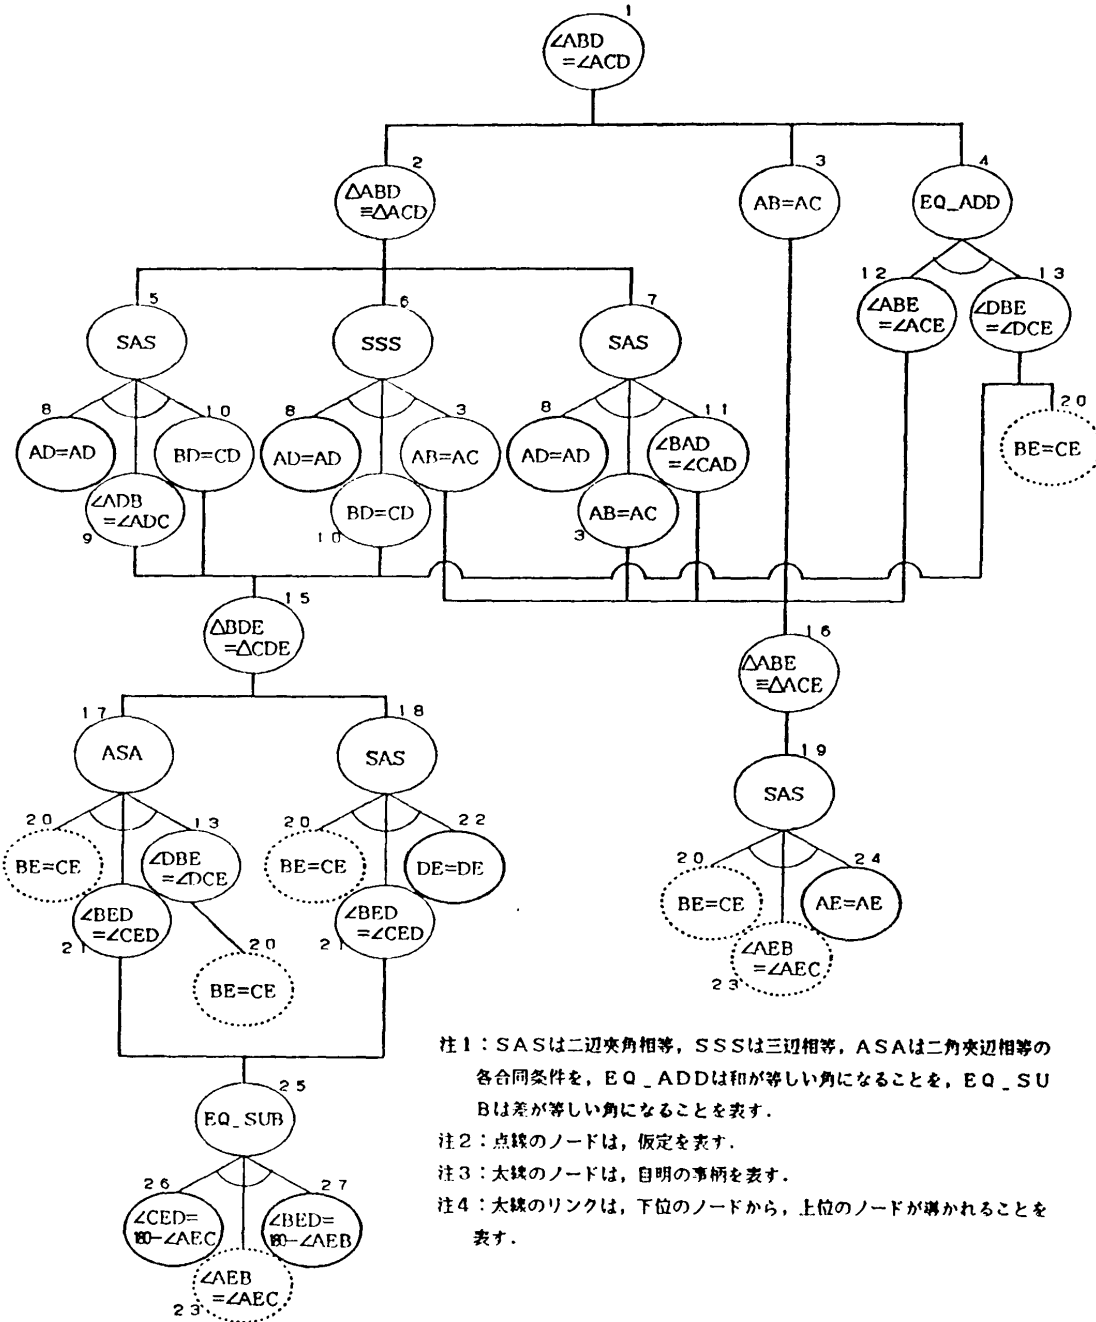 1
∠ABD
=∠ACD
2
△ABD
≡△ACD
3
AB=AC
4
EQ_ADD
5
SAS
6
SSS
7
SAS
12
∠ABE
=∠ACE
13
∠DBE
=∠DCE
8
AD=AD
10
BD=CD
8
AD=AD
3
AB=AC
8
AD=AD
11
∠BAD
=∠CAD
20
BE=CE
∠ADB
=∠ADC
9
BD=CD
10
AB=AC
3
15
△BDE
=△CDE
16
△ABE
≡△ACE
17
ASA
18
SAS
19
SAS
20
BE=CE
13
∠DBE
=∠DCE
20
BE=CE
22
DE=DE
20
BE=CE
24
AE=AE
∠BED
=∠CED
21
∠BED
=∠CED
21
∠AEB
=∠AEC
23
20
BE=CE
25
EQ_SUB
26
∠CED=
180-∠AEC
27
∠BED=
180-∠AEB
∠AEB
=∠AEC
23
注1:SASは二辺夾角相等,SSSは三辺相等,ASAは二角夾辺相等の
各合同条件を,EQ_ADDは和が等しい角になることを,EQ_SU
Bは差が等しい角になることを表す.
注2:点線のノードは,仮定を表す.
注3:太線のノードは,自明の事柄を表す.
注4:太線のリンクは,下位のノードから,上位のノードが導かれることを
表す.